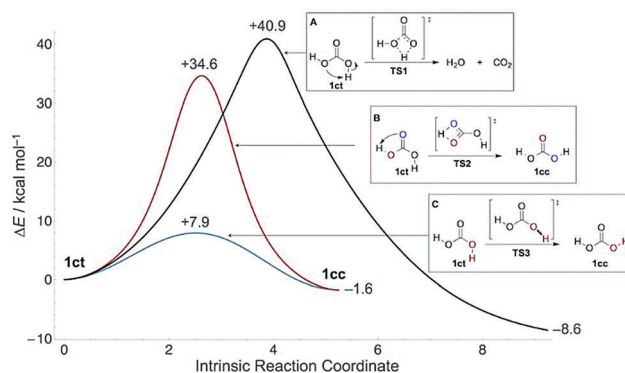 +40.9
40
+34.6
30
20
10
0
−10
ΔE / kcal mol⁻¹
+7.9
1ct
1cc
−1.6
−8.6
0
2
4
6
8
Intrinsic Reaction Coordinate
A
O
HO
O
H
‡
H
O
O
O
H
1ct
TS1
H₂O + CO₂
B
O
H
O
O
H
‡
H
O
O
O
H
1ct
TS2
O
H
O
O
H
1cc
C
O
H
O
O
H
‡
O
H
O
O
H
1ct
TS3
O
H
O
O
H
1cc